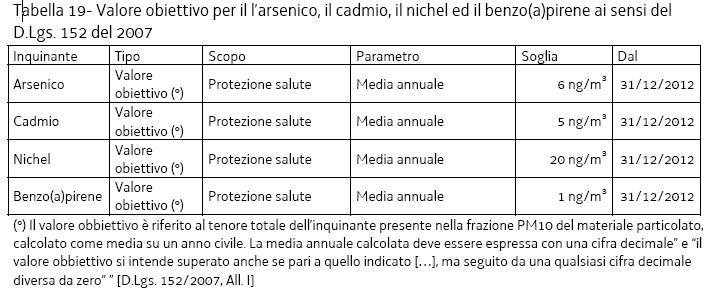 Tabella 19- Valore obiettivo per il l'arsenico, il cadmio, il nichel ed il benzo(a)pirene ai sensi del
D.Lgs. 152 del 2007
Inquinante Tipo Scopo Parametro Soglia Dal
Arsenico Valore obiettivo (°) Protezione salute Media annuale 6 ng/m³ 31/12/2012
Cadmio Valore obiettivo (°) Protezione salute Media annuale 5 ng/m³ 31/12/2012
Nichel Valore obiettivo (°) Protezione salute Media annuale 20 ng/m³ 31/12/2012
Benzo(a)pirene Valore obiettivo (°) Protezione salute Media annuale 1 ng/m³ 31/12/2012
(°) Il valore obbiettivo è riferito al tenore totale dell'inquinante presente nella frazione PM10 del materiale particolato,
calcolato come media su un anno civile. La media annuale calcolata deve essere espressa con una cifra decimale" e "il
valore obbiettivo si intende superato anche se pari a quello indicato [...], ma seguito da una qualsiasi cifra decimale
diversa da zero" " [D.Lgs. 152/2007, All. I]